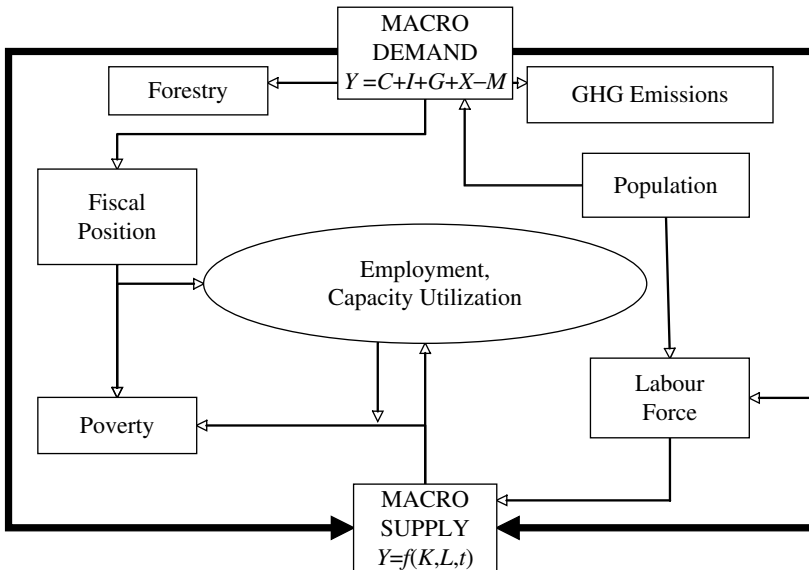 MACRO
DEMAND
Y =C+I+G+X−M
Forestry
GHG Emissions
Fiscal
Position
Population
Employment,
Capacity Utilization
Labour
Force
Poverty
MACRO
SUPPLY
Y=f(K,L,t)